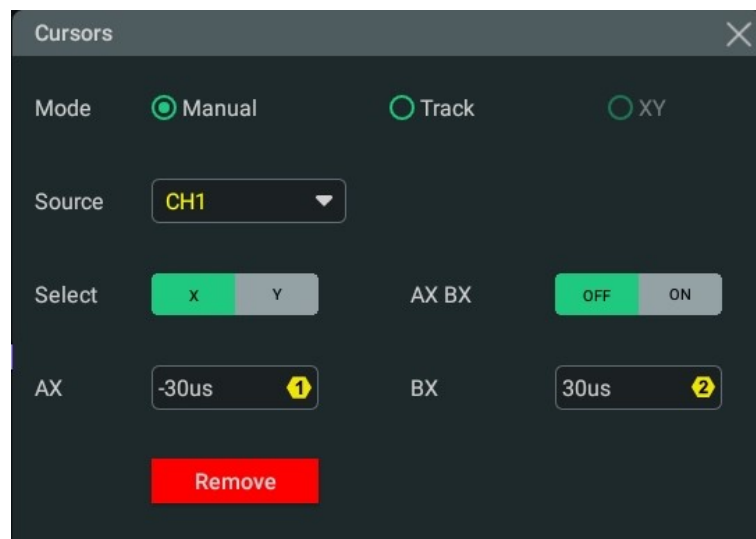 Cursors
Mode Manual Track XY
Source CH1
Select X Y AX BX OFF ON
AX -30us 1 BX 30us 2
Remove